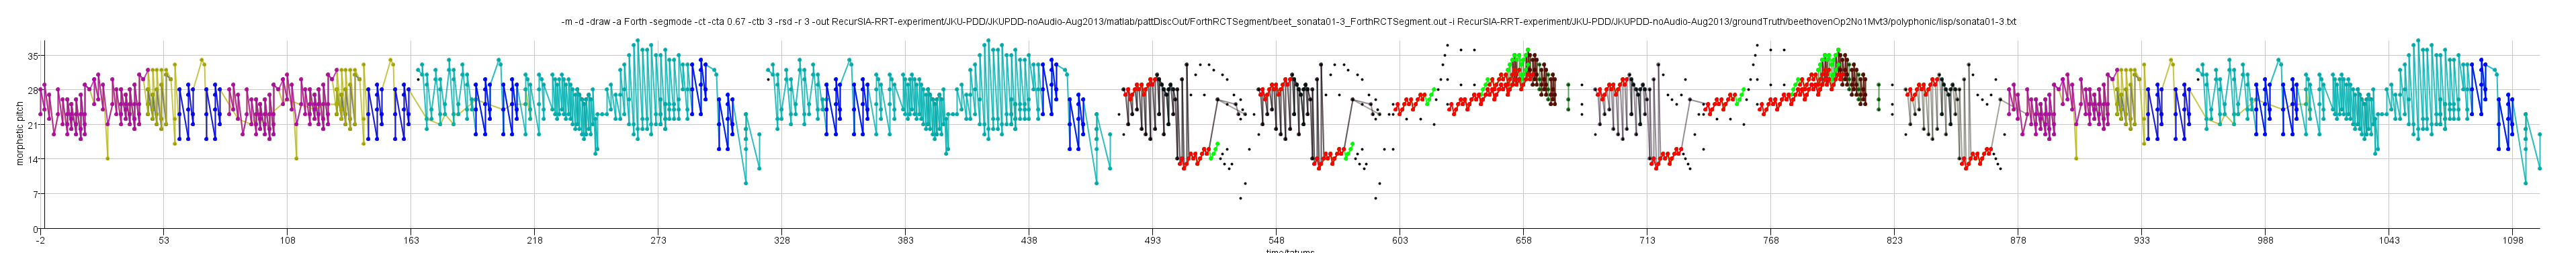 -m -d -draw -a Forth -segmode -ct -cta 0.67 -ctb 3 -rsd -r 3 -out RecurSIA-RRT-experiment/JKU-PDD/JKUPDD-noAudio-Aug2013/matlab/pattDiscOut/ForthRCTSegment/beet_sonata01-3_ForthRCTSegment.out -i RecurSIA-RRT-experiment/JKU-PDD/JKUPDD-noAudio-Aug2013/groundTruth/beethovenOp2No1Mvt3/polyphonic/lisp/sonata01-3.txt
morphetic pitch
35
28
21
14
7
0
-2 53 108 163 218 273 328 383 438 493 548 603 658 713 768 823 878 933 988 1043 1098
time/tatums